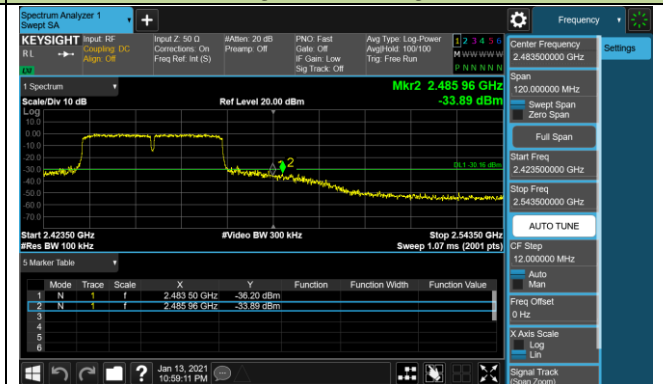 Spectrum Analyzer 1
Swept SA
Frequency
KEYSIGHT
RL
Input: RF
Coupling: DC
Align: Off
Input Z: 50 Ω
Corrections: On
Freq Ref: Int (S)
#Atten: 20 dB
Preamp: Off
PNO: Fast
Gate: Off
IF Gain: Low
Sig Track: Off
Avg Type: Log-Power
Avg|Hold: 100/100
Trig: Free Run
1 2 3 4 5 6
M W W W W W
P N N N N N
LV
1 Spectrum
Scale/Div 10 dB
Log
Ref Level 20.00 dBm
Mkr2 2.485 96 GHz
-33.89 dBm
10.0
0.00
-10.0
-20.0
-30.0
-40.0
-50.0
-60.0
-70.0
2
DL1 -30.16 dBm
Start 2.42350 GHz
#Res BW 100 kHz
#Video BW 300 kHz
Stop 2.54350 GHz
Sweep 1.07 ms (2001 pts)
5 Marker Table
Mode Trace Scale X Y Function Function Width Function Value
1 N 1 f 2.483 50 GHz -36.20 dBm
2 N 1 f 2.485 96 GHz -33.89 dBm
3
4
5
6
Jan 13, 2021
10:59:11 PM
Center Frequency
2.483500000 GHz
Settings
Span
120.000000 MHz
Swept Span
Zero Span
Full Span
Start Freq
2.423500000 GHz
Stop Freq
2.543500000 GHz
AUTO TUNE
CF Step
12.000000 MHz
Auto
Man
Freq Offset
0 Hz
X Axis Scale
Log
Lin
Signal Track
(Span Zoom)